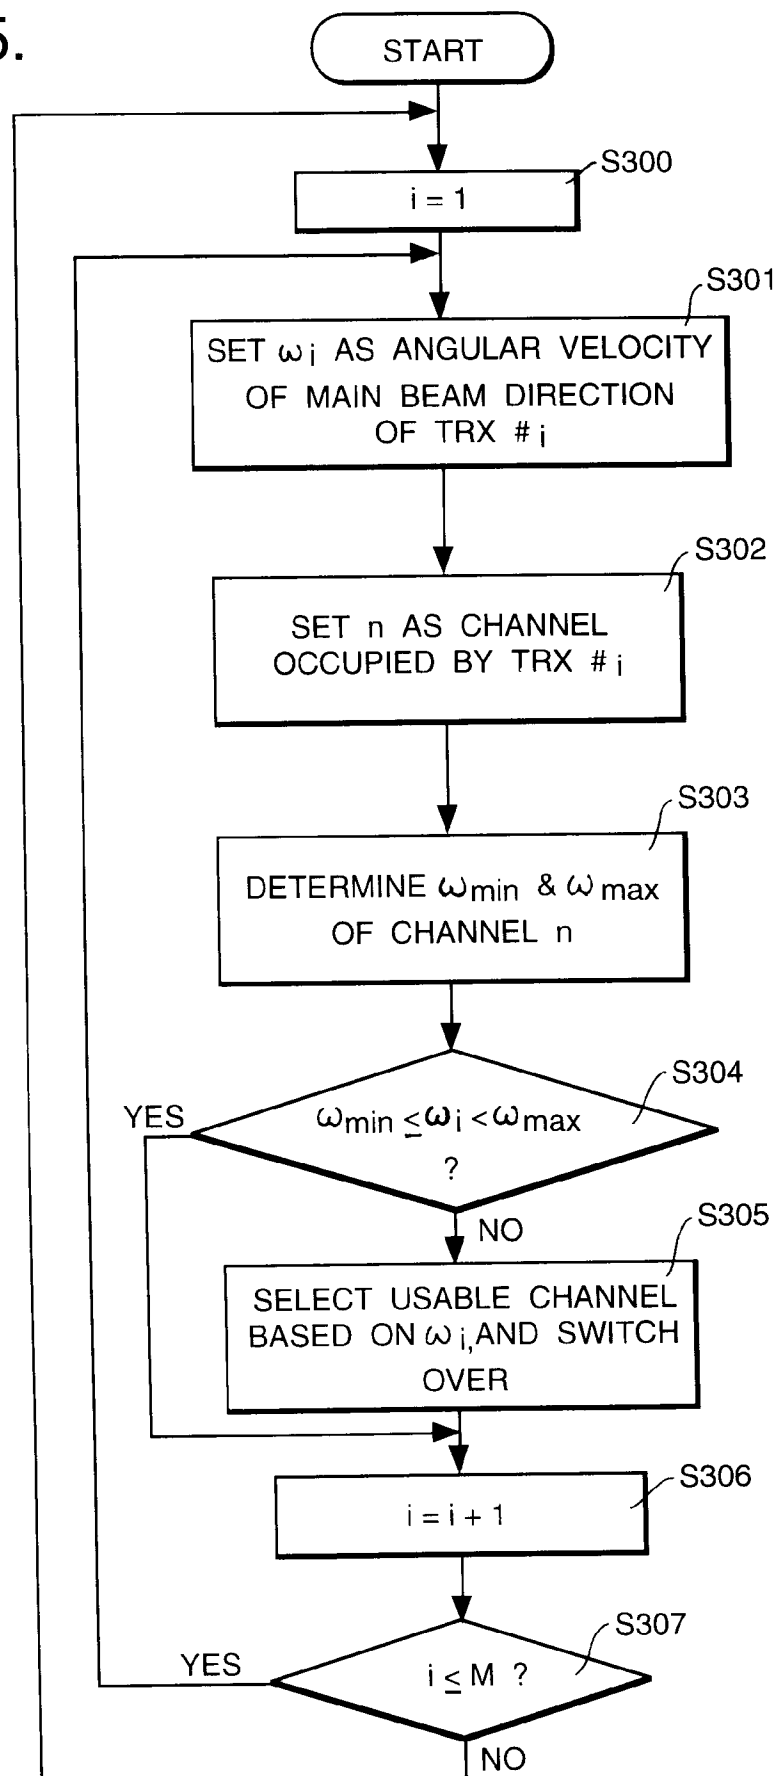 5.
START
S300
i = 1
S301
SET ωi AS ANGULAR VELOCITY
OF MAIN BEAM DIRECTION
OF TRX #i
S302
SET n AS CHANNEL
OCCUPIED BY TRX #i
S303
DETERMINE ωmin & ωmax
OF CHANNEL n
S304
YES
ωmin ≤ ωi < ωmax
?
NO
S305
SELECT USABLE CHANNEL
BASED ON ωi, AND SWITCH
OVER
S306
i = i + 1
S307
YES
i ≤ M ?
NO